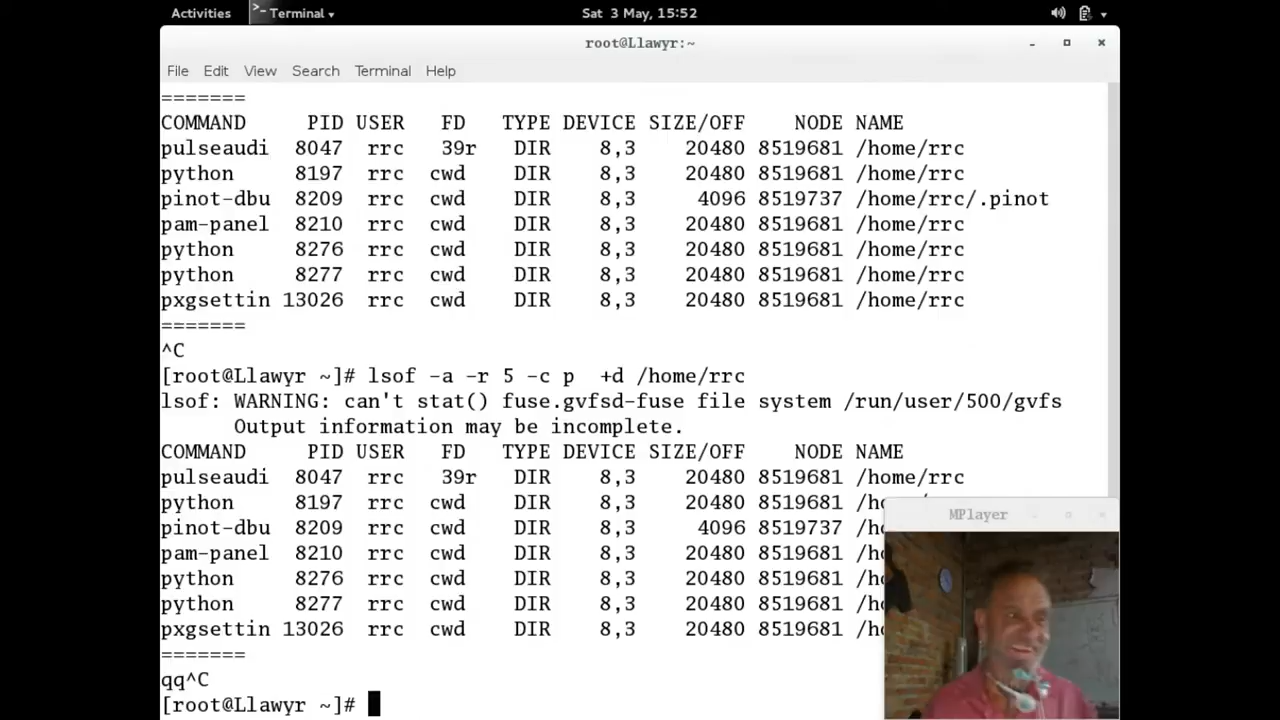 Activities >- Terminal Sat 3 May, 15:52
root@Llawyr:~
File Edit View Search Terminal Help
=======
COMMAND PID USER FD TYPE DEVICE SIZE/OFF NODE NAME
pulseaudi 8047 rrc 39r DIR 8,3 20480 8519681 /home/rrc
python 8197 rrc cwd DIR 8,3 20480 8519681 /home/rrc
pinot-dbu 8209 rrc cwd DIR 8,3 4096 8519737 /home/rrc/.pinot
pam-panel 8210 rrc cwd DIR 8,3 20480 8519681 /home/rrc
python 8276 rrc cwd DIR 8,3 20480 8519681 /home/rrc
python 8277 rrc cwd DIR 8,3 20480 8519681 /home/rrc
pxgsettin 13026 rrc cwd DIR 8,3 20480 8519681 /home/rrc
=======
^C
[root@Llawyr ~]# lsof -a -r 5 -c p  +d /home/rrc
lsof: WARNING: can't stat() fuse.gvfsd-fuse file system /run/user/500/gvfs
Output information may be incomplete.
COMMAND PID USER FD TYPE DEVICE SIZE/OFF NODE NAME
pulseaudi 8047 rrc 39r DIR 8,3 20480 8519681 /home/rrc
python 8197 rrc cwd DIR 8,3 20480 8519681
pinot-dbu 8209 rrc cwd DIR 8,3 4096 8519737
pam-panel 8210 rrc cwd DIR 8,3 20480 8519681
python 8276 rrc cwd DIR 8,3 20480 8519681
python 8277 rrc cwd DIR 8,3 20480 8519681
pxgsettin 13026 rrc cwd DIR 8,3 20480 8519681
=======
qq^C
[root@Llawyr ~]#
MPlayer